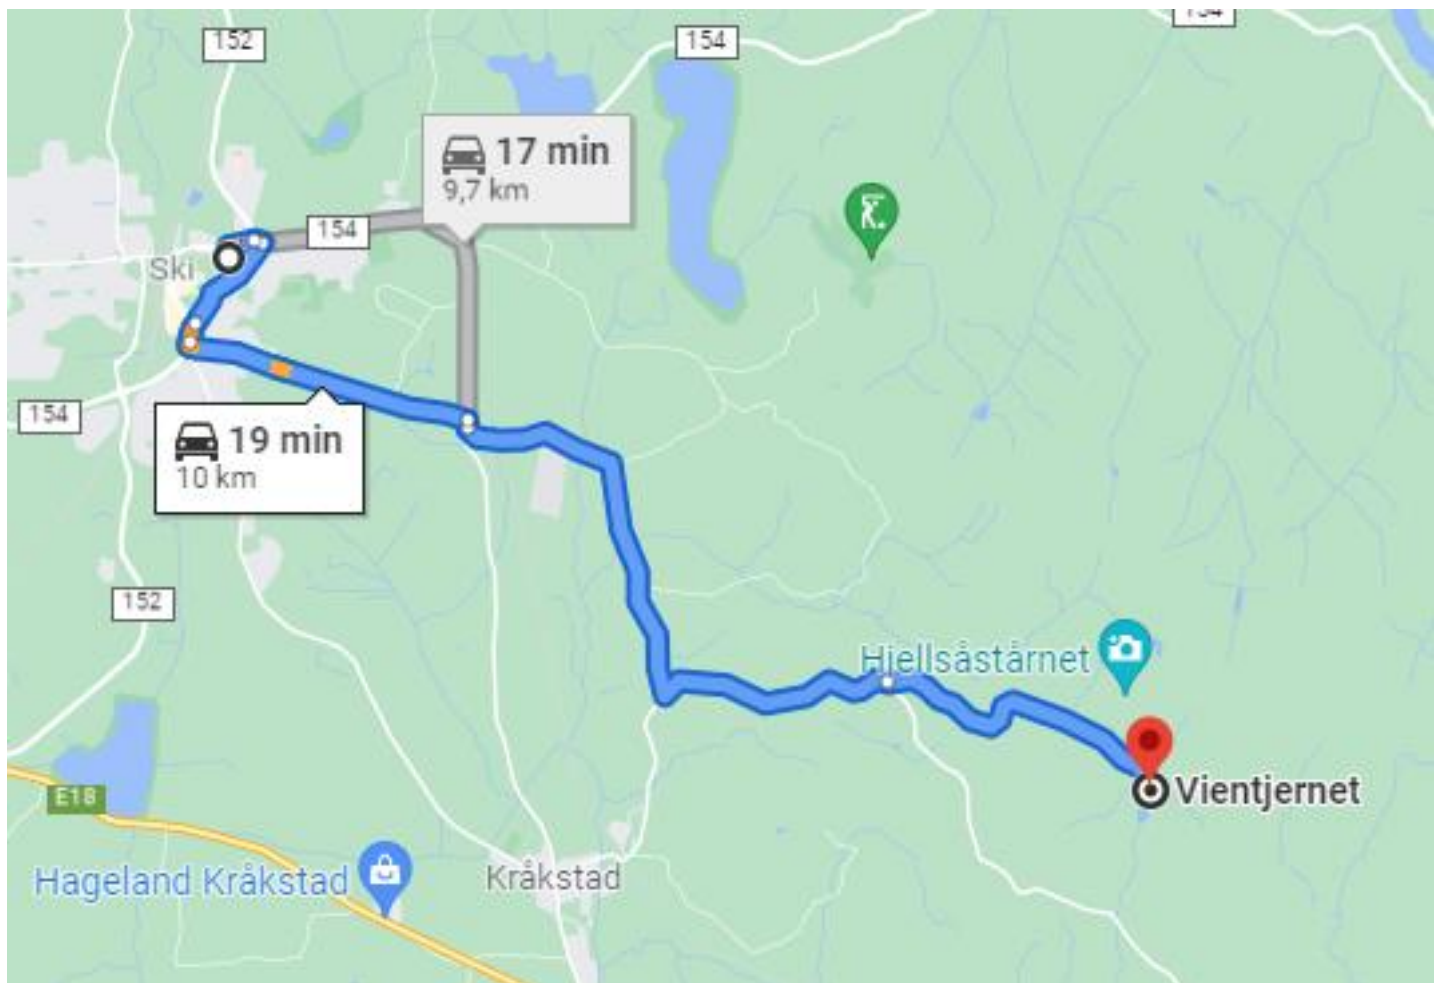 154
152
154
17 min
9,7 km
154
Ski
154
19 min
10 km
152
Hjellsåstårnet
Vientjernet
E18
Hageland Kråkstad
Kråkstad